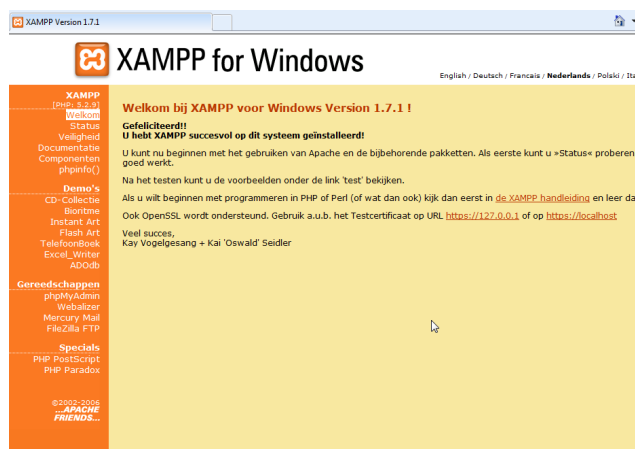 XAMPP Version 1.7.1
XAMPP for Windows
English / Deutsch / Francais / Nederlands / Polski / Ita
XAMPP
[PHP: 5.2.9]
Welkom
Status
Veiligheid
Documentatie
Componenten
phpinfo()
Demo's
CD-Collectie
Bioritme
Instant Art
Flash Art
TelefoonBoek
Excel_Writer
ADOdb
Gereedschappen
phpMyAdmin
Webalizer
Mercury Mail
FileZilla FTP
Specials
PHP PostScript
PHP Paradox
©2002-2006
...APACHE
FRIENDS...
Welkom bij XAMPP voor Windows Version 1.7.1 !
Gefeliciteerd!!
U hebt XAMPP succesvol op dit systeem geïnstalleerd!
U kunt nu beginnen met het gebruiken van Apache en de bijbehorende pakketten. Als eerste kunt u »Status« proberen
goed werkt.
Na het testen kunt u de voorbeelden onder de link 'test' bekijken.
Als u wilt beginnen met programmeren in PHP of Perl (of wat dan ook) kijk dan eerst in de XAMPP handleiding en leer da
Ook OpenSSL wordt ondersteund. Gebruik a.u.b. het Testcertificaat op URL https://127.0.0.1 of op https://localhost
Veel succes,
Kay Vogelgesang + Kai 'Oswald' Seidler